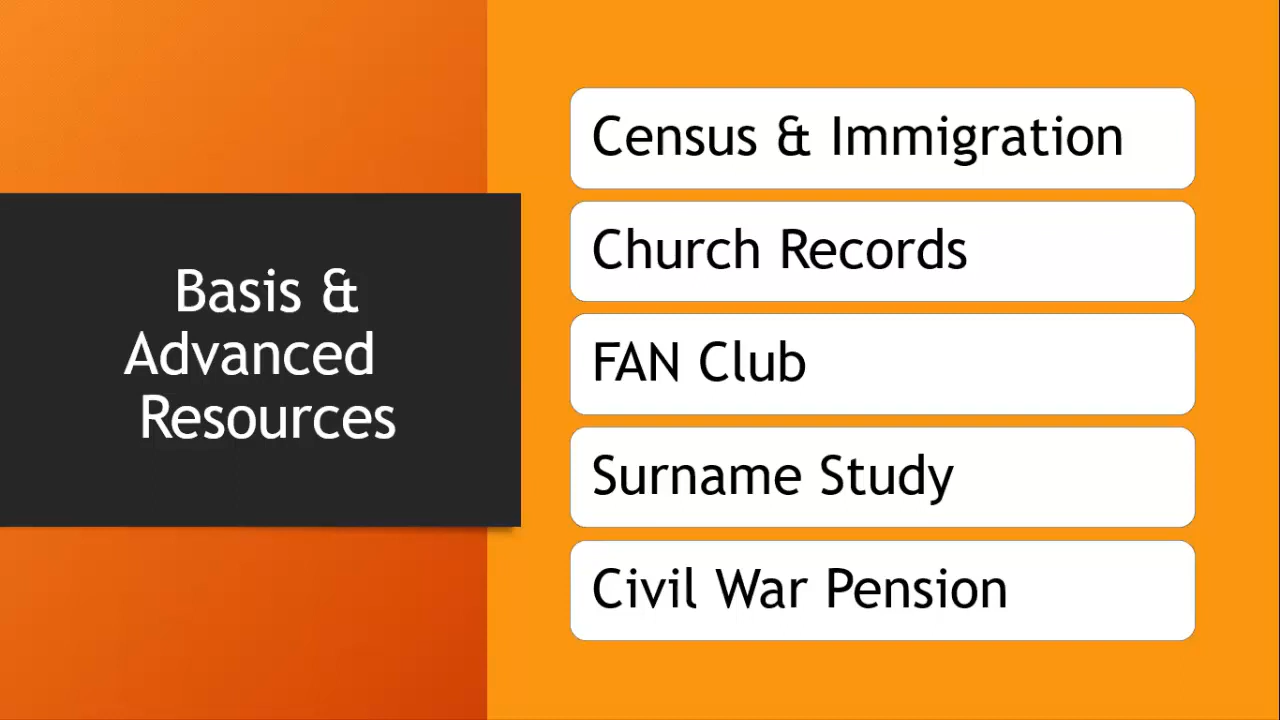 Basis &
Advanced
Resources
Census & Immigration
Church Records
FAN Club
Surname Study
Civil War Pension